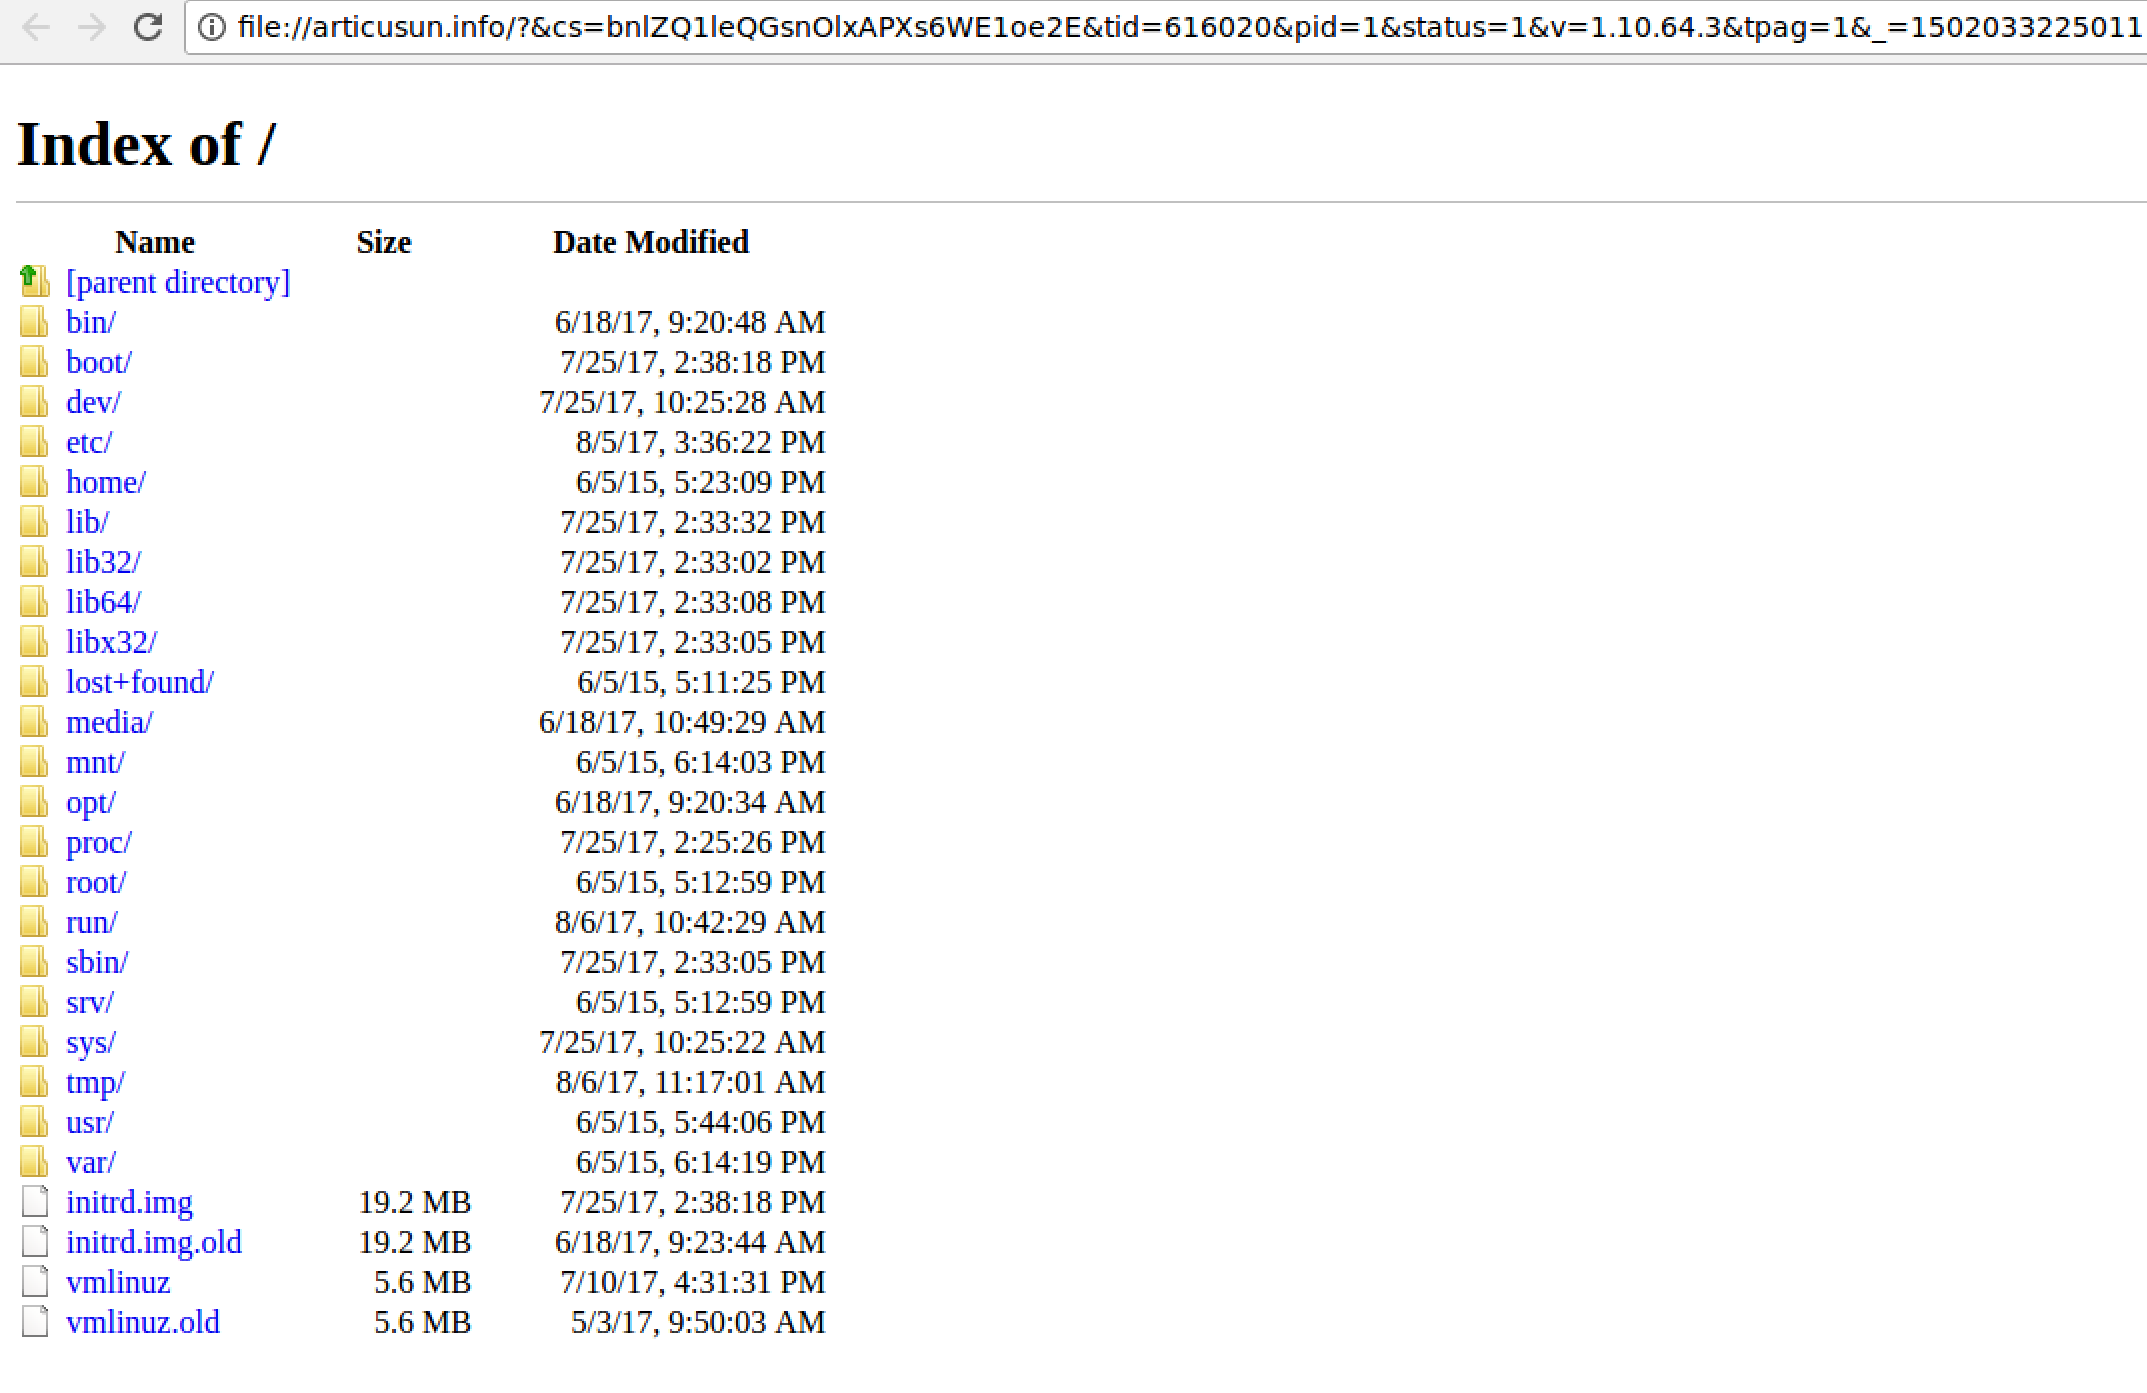 file://articusun.info/?&cs=bnlZQ1leQGsnOlxAPXs6WE1oe2E&tid=616020&pid=1&status=1&v=1.10.64.3&tpag=1&_=1502033225011
Index of /
Name Size Date Modified
[parent directory]
bin/ 6/18/17, 9:20:48 AM
boot/ 7/25/17, 2:38:18 PM
dev/ 7/25/17, 10:25:28 AM
etc/ 8/5/17, 3:36:22 PM
home/ 6/5/15, 5:23:09 PM
lib/ 7/25/17, 2:33:32 PM
lib32/ 7/25/17, 2:33:02 PM
lib64/ 7/25/17, 2:33:08 PM
libx32/ 7/25/17, 2:33:05 PM
lost+found/ 6/5/15, 5:11:25 PM
media/ 6/18/17, 10:49:29 AM
mnt/ 6/5/15, 6:14:03 PM
opt/ 6/18/17, 9:20:34 AM
proc/ 7/25/17, 2:25:26 PM
root/ 6/5/15, 5:12:59 PM
run/ 8/6/17, 10:42:29 AM
sbin/ 7/25/17, 2:33:05 PM
srv/ 6/5/15, 5:12:59 PM
sys/ 7/25/17, 10:25:22 AM
tmp/ 8/6/17, 11:17:01 AM
usr/ 6/5/15, 5:44:06 PM
var/ 6/5/15, 6:14:19 PM
initrd.img 19.2 MB 7/25/17, 2:38:18 PM
initrd.img.old 19.2 MB 6/18/17, 9:23:44 AM
vmlinuz 5.6 MB 7/10/17, 4:31:31 PM
vmlinuz.old 5.6 MB 5/3/17, 9:50:03 AM